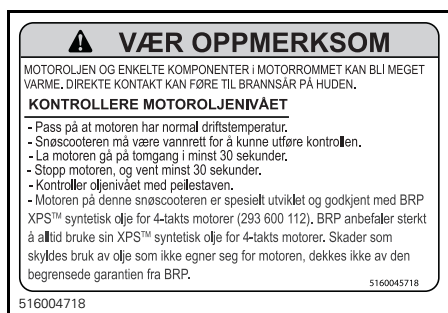 VÆR OPPMERKSOM
MOTOROLJEN OG ENKELTE KOMPONENTER i MOTORROMMET KAN BLI MEGET
VARME. DIREKTE KONTAKT KAN FØRE TIL BRANNSÅR PÅ HUDEN.
KONTROLLERE MOTOROLJENIVÅET
- Pass på at motoren har normal driftstemperatur.
- Snøscooteren må være vannrett for å kunne utføre kontrollen.
- La motoren gå på tomgang i minst 30 sekunder.
- Stopp motoren, og vent minst 30 sekunder.
- Kontroller oljenivået med peilestaven.
- Motoren på denne snøscooteren er spesielt utviklet og godkjent med BRP
XPS™ syntetisk olje for 4-takts motorer (293 600 112). BRP anbefaler sterkt
å alltid bruke sin XPS™ syntetisk olje for 4-takts motorer. Skader som
skyldes bruk av olje som ikke egner seg for motoren, dekkes ikke av den
begrensede garantien fra BRP.
5160045718
516004718